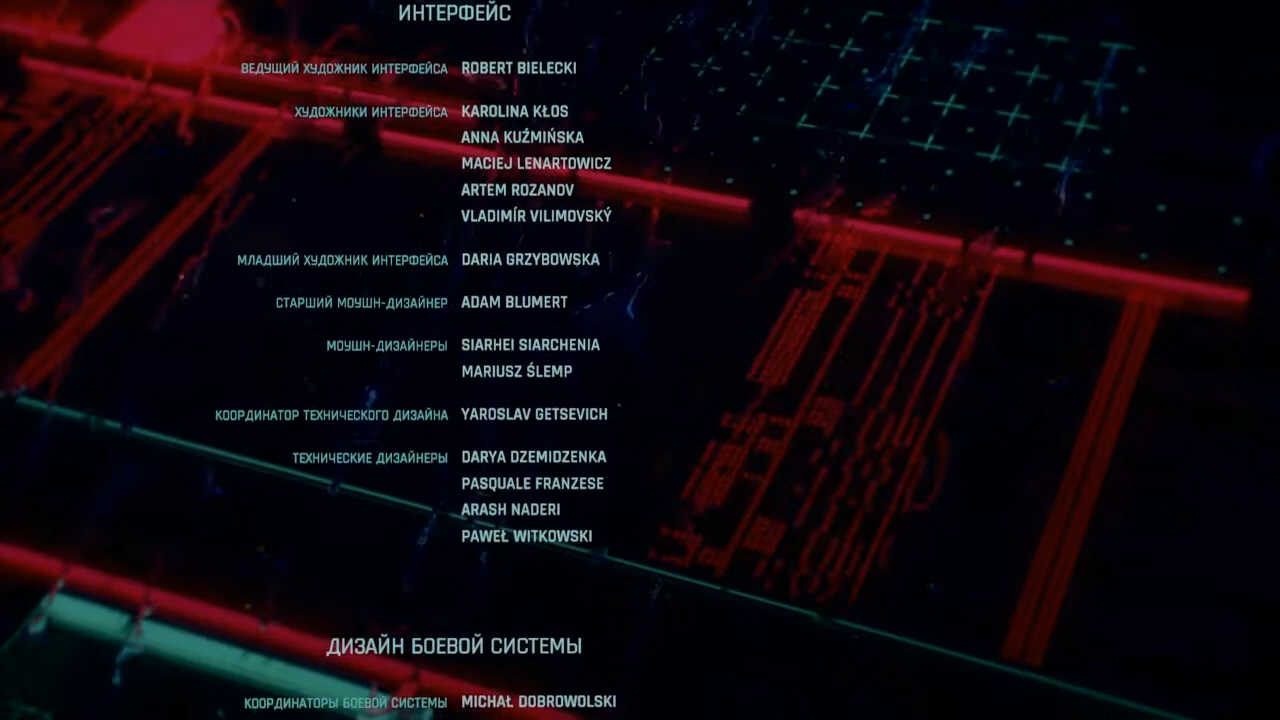 ИНТЕРФЕЙС
ВЕДУЩИЙ ХУДОЖНИК ИНТЕРФЕЙСА ROBERT BIELECKI
ХУДОЖНИКИ ИНТЕРФЕЙСА KAROLINA KŁOS
ANNA KUŹMIŃSKA
MACIEJ LENARTOWICZ
ARTEM ROZANOV
VLADIMÍR VILIMOVSKÝ
МЛАДШИЙ ХУДОЖНИК ИНТЕРФЕЙСА DARIA GRZYBOWSKA
СТАРШИЙ МОУШН-ДИЗАЙНЕР ADAM BLUMERT
МОУШН-ДИЗАЙНЕРЫ SIARHEI SIARCHENIA
MARIUSZ ŚLEMP
КООРДИНАТОР ТЕХНИЧЕСКОГО ДИЗАЙНА YAROSLAV GETSEVICH
ТЕХНИЧЕСКИЕ ДИЗАЙНЕРЫ DARYA DZEMIDZENKA
PASQUALE FRANZESE
ARASH NADERI
PAWEŁ WITKOWSKI
ДИЗАЙН БОЕВОЙ СИСТЕМЫ
КООРДИНАТОРЫ БОЕВОЙ СИСТЕМЫ MICHAŁ DOBROWOLSKI